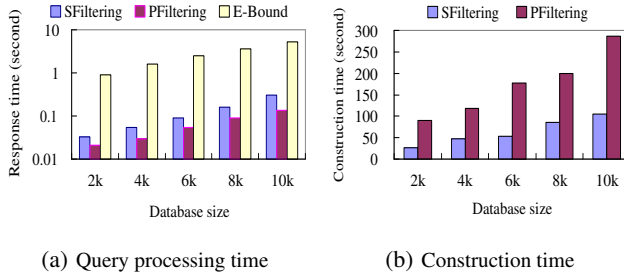 SFiltering PFiltering E-Bound
Response time (second)
10
1
0.1
0.01
2k 4k 6k 8k 10k
Database size
(a) Query processing time
SFiltering PFiltering
Construction time (second)
300
250
200
150
100
50
0
2k 4k 6k 8k 10k
Database size
(b) Construction time